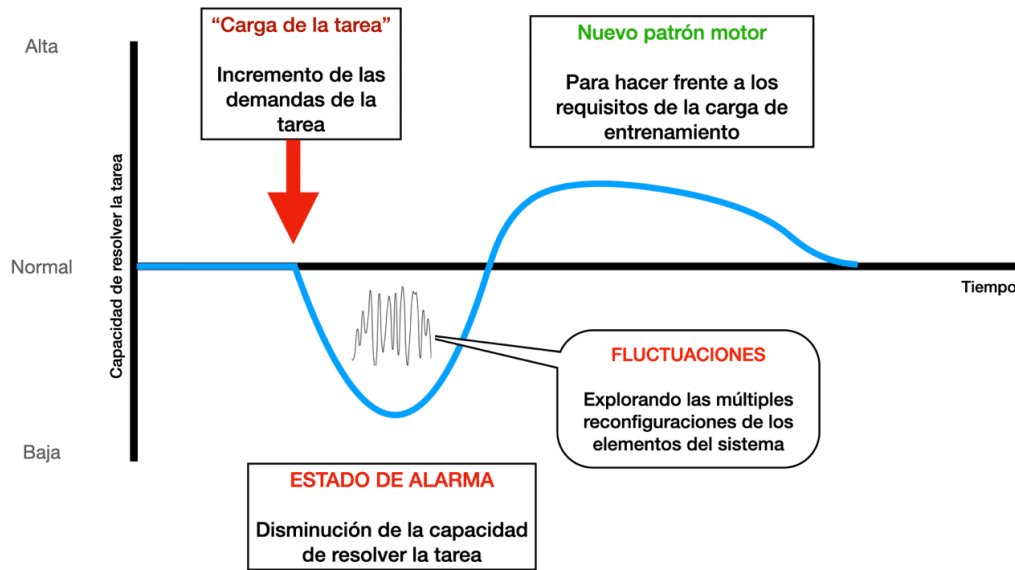 “Carga de la tarea”
Incremento de las
demandas de la
tarea
Nuevo patrón motor
Para hacer frente a los
requisitos de la carga de
entrenamiento
Alta
Normal
Baja
Capacidad de resolver la tarea
Tiempo
FLUCTUACIONES
Explorando las múltiples
reconfiguraciones de los
elementos del sistema
ESTADO DE ALARMA
Disminución de la capacidad
de resolver la tarea